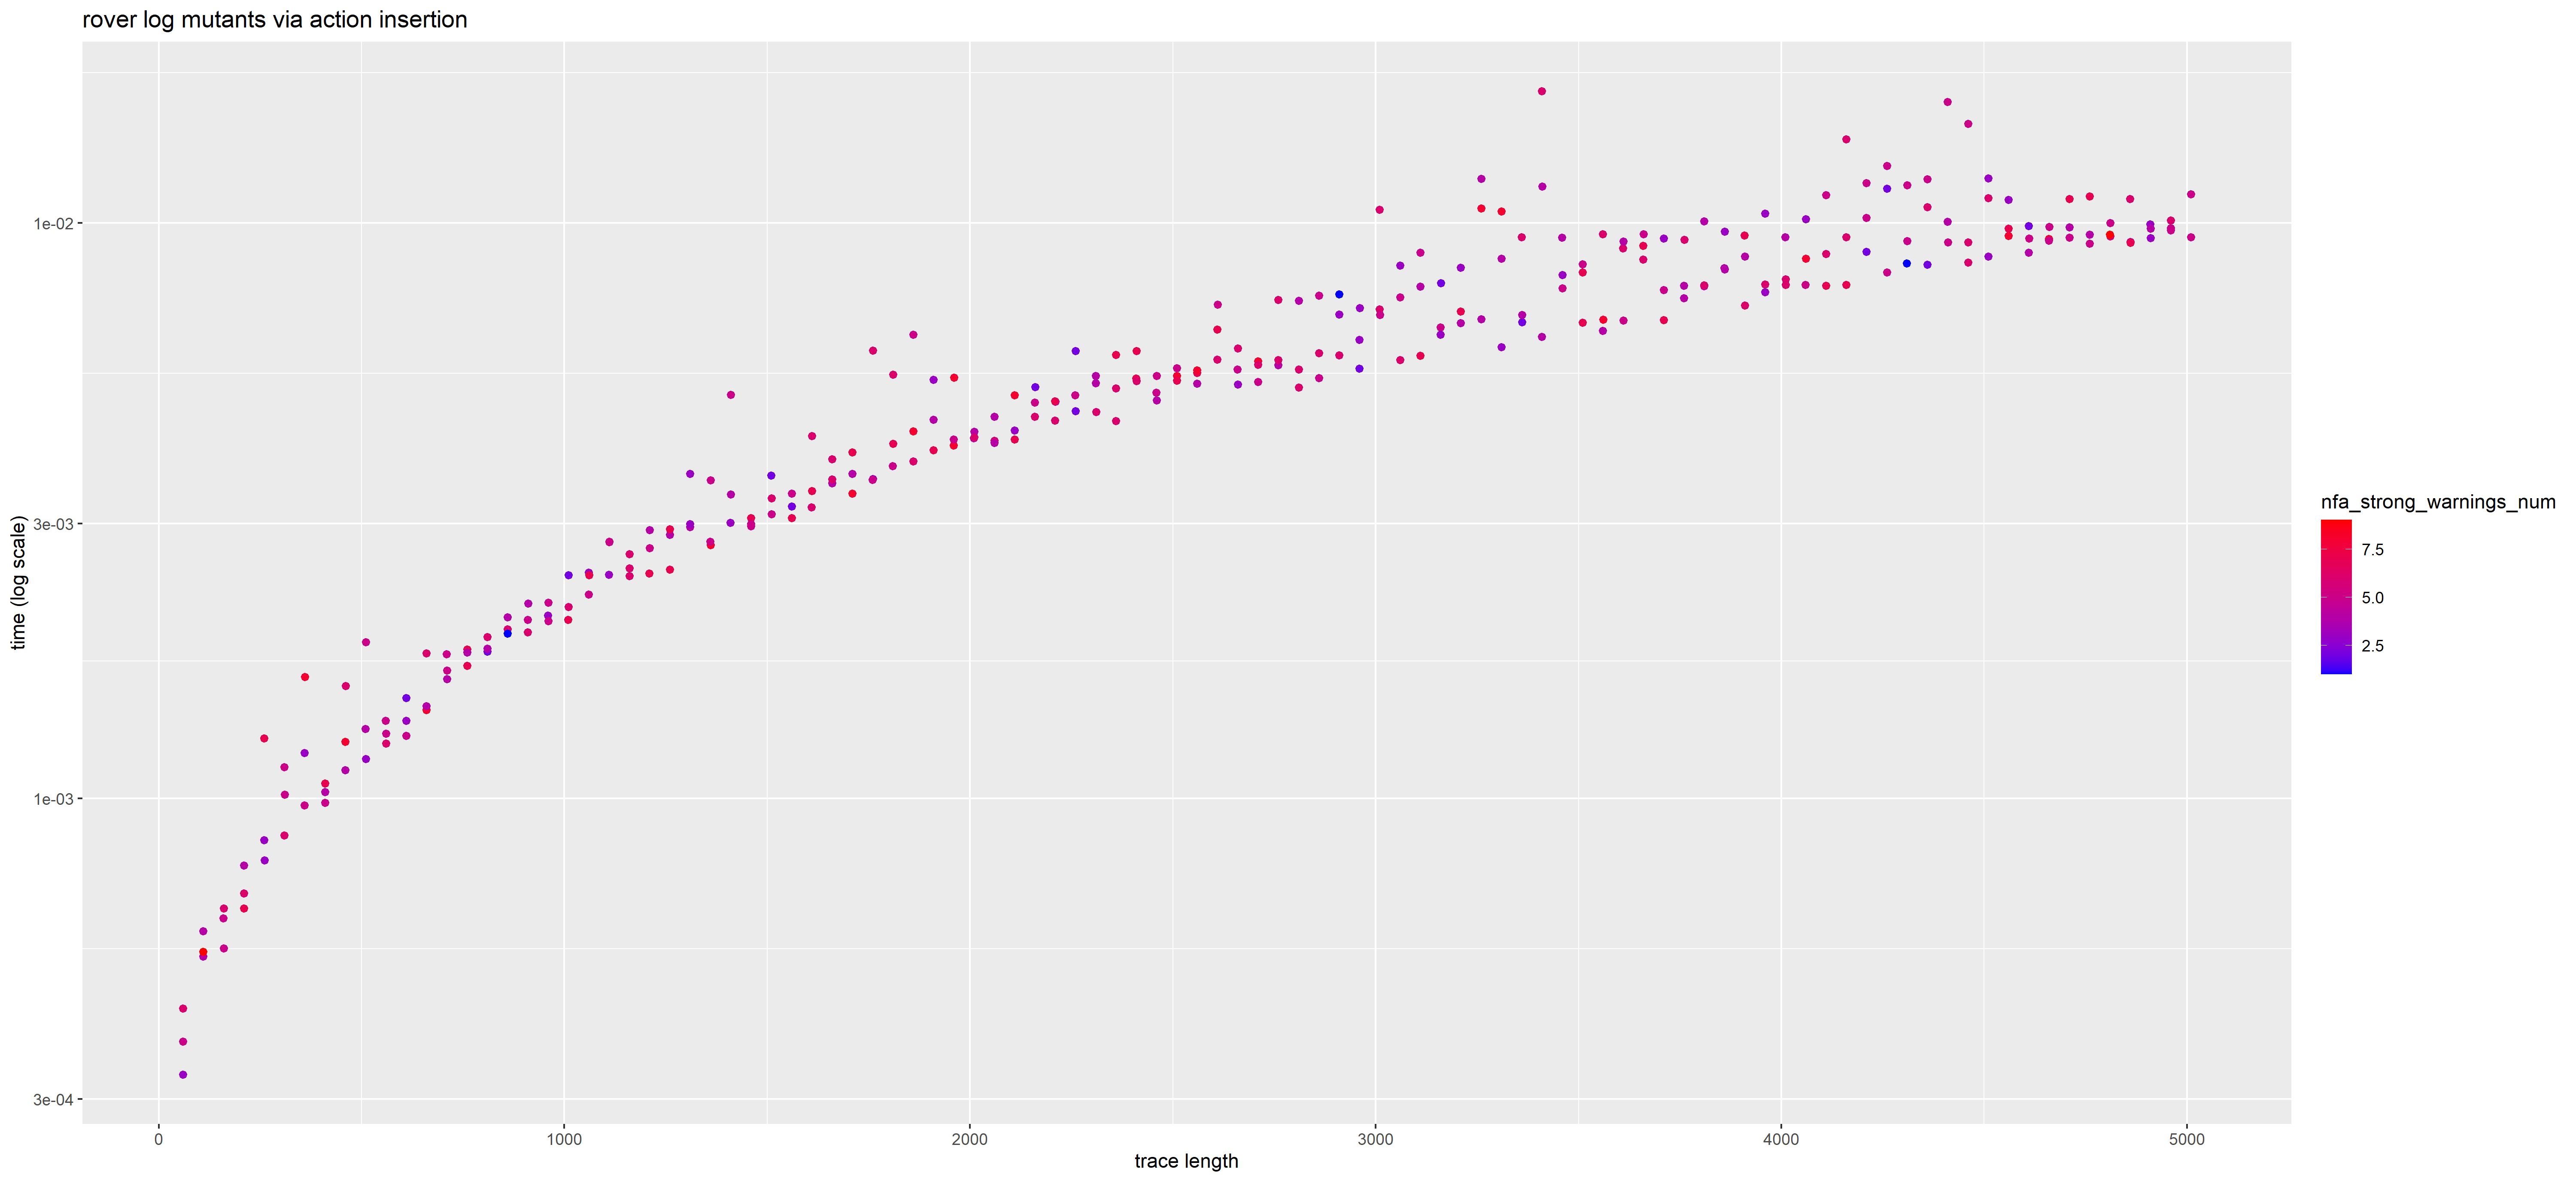 rover log mutants via action insertion
1e-02
3e-03
1e-03
3e-04
time (log scale)
0 1000 2000 3000 4000 5000
trace length
nfa_strong_warnings_num
7.5
5.0
2.5